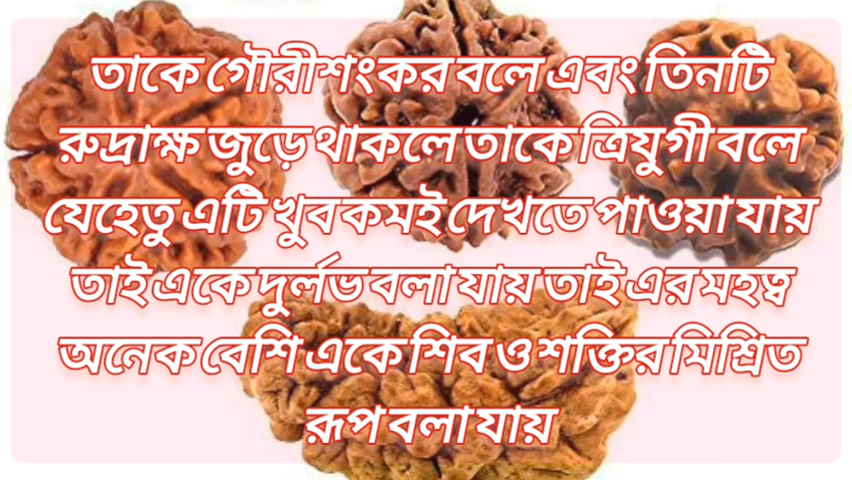 তাকে গৌরীশংকর বলে এবং তিনটি
রুদ্রাক্ষ জুড়ে থাকলে তাকে ত্রিযুগী বলে
যেহেতু এটি খুব কমই দেখতে পাওয়া যায়
তাই একে দুর্লভ বলা যায় তাই এর মহত্ব
অনেক বেশি একে শিব ও শক্তির মিশ্রিত
রূপ বলা যায়